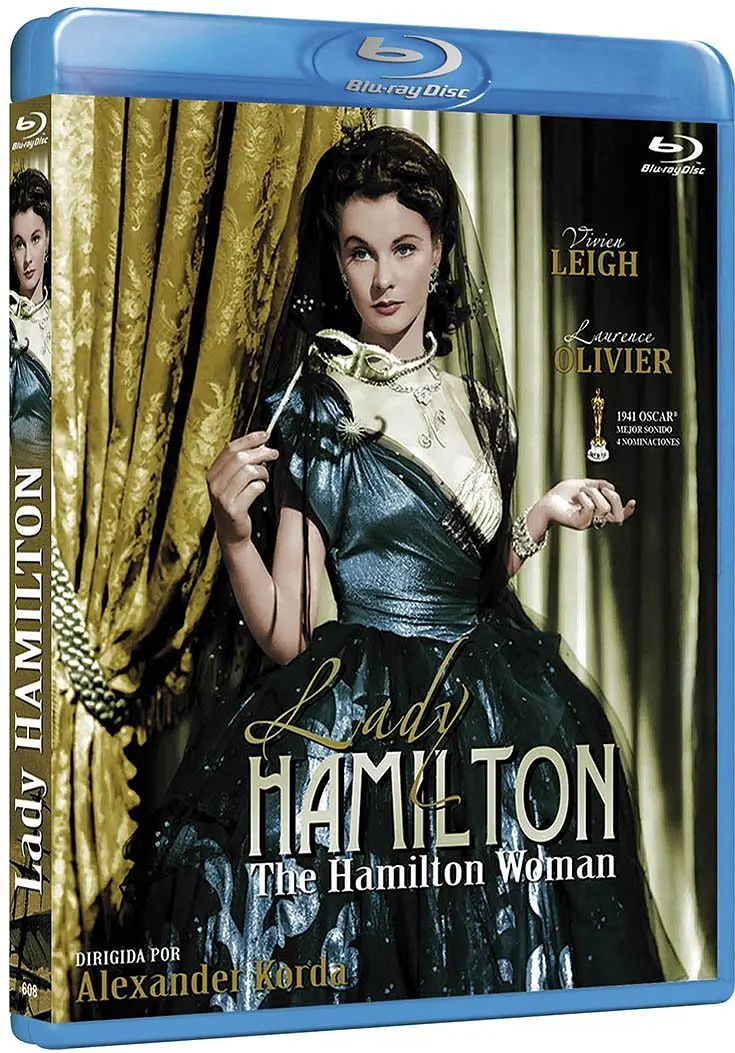 Blu-ray Disc
Blu-ray Disc
Vivien
LEIGH
Laurence
OLIVIER
1941 OSCAR®
MEJOR SONIDO
4 NOMINACIONES
Lady
HAMILTON
The Hamilton Woman
DIRIGIDA POR
Alexander Korda
Blu-ray Disc
Lady HAMILTON
608